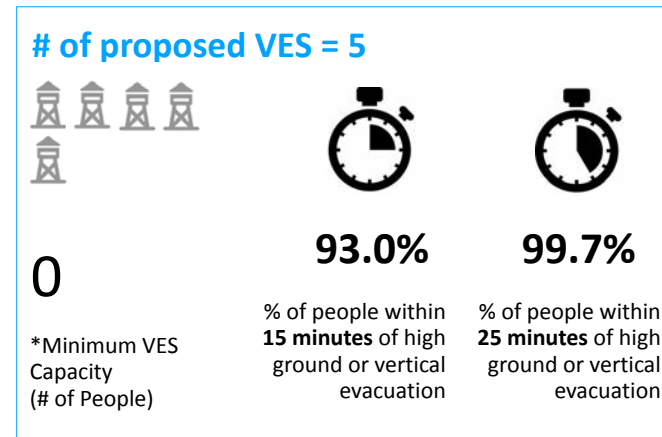 # of proposed VES = 5
0
*Minimum VES
Capacity
(# of People)
93.0%
% of people within
15 minutes of high
ground or vertical
evacuation
99.7%
% of people within
25 minutes of high
ground or vertical
evacuation